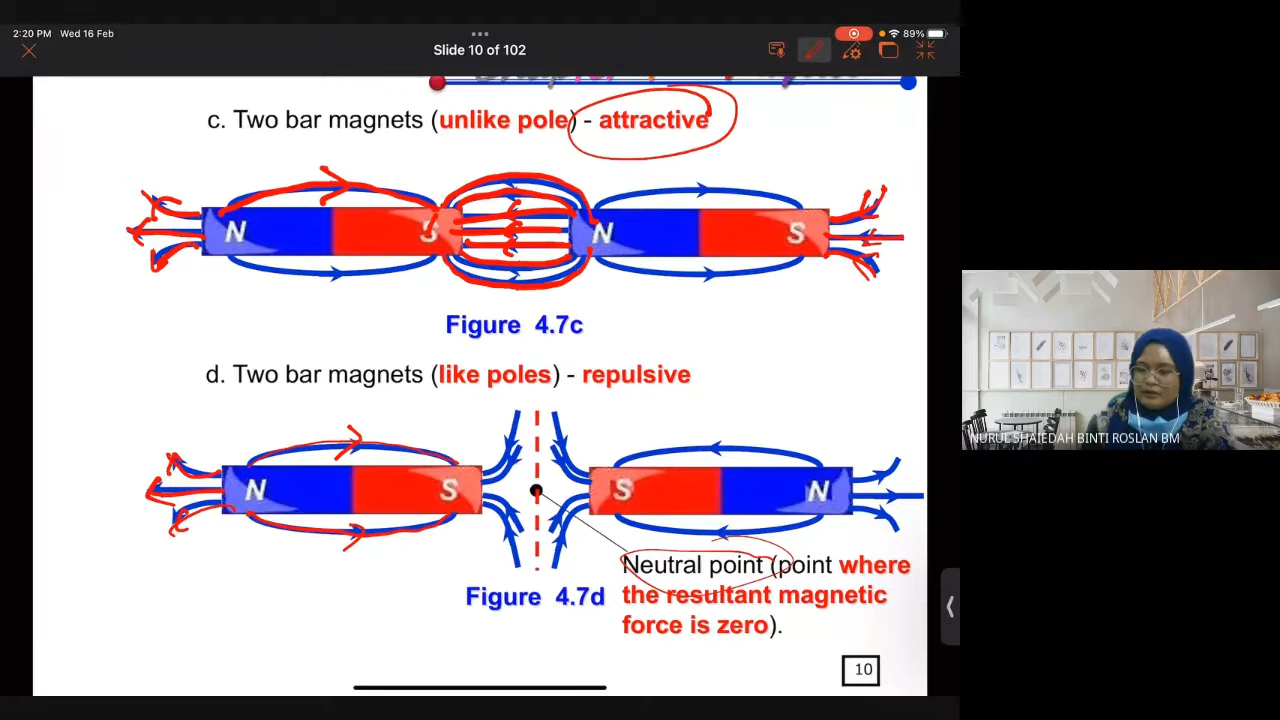 2:20 PM Wed 16 Feb
89%
Slide 10 of 102
c. Two bar magnets (unlike pole) - attractive
N
S
N
S
Figure 4.7c
d. Two bar magnets (like poles) - repulsive
N
S
S
N
Neutral point (point where
the resultant magnetic
force is zero).
Figure 4.7d
10
NURUL SHAIEDAH BINTI ROSLAN BM